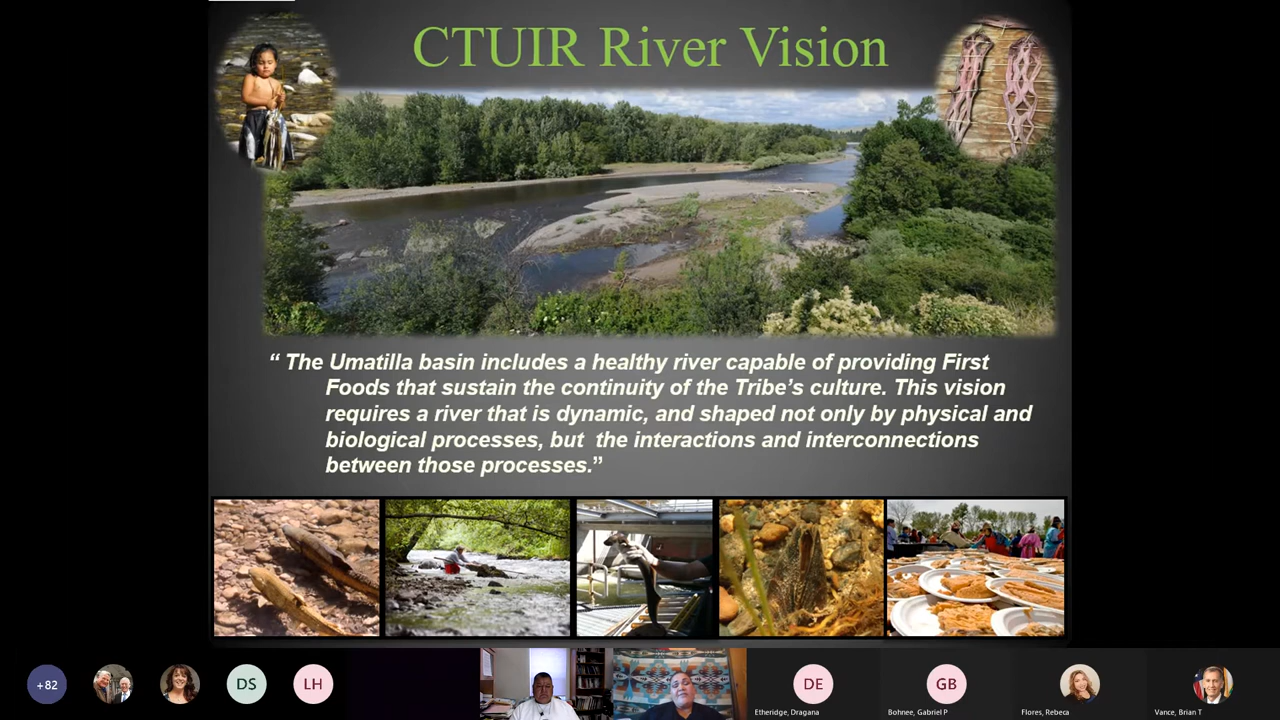 CTUIR River Vision
“ The Umatilla basin includes a healthy river capable of providing First
Foods that sustain the continuity of the Tribe’s culture. This vision
requires a river that is dynamic, and shaped not only by physical and
biological processes, but  the interactions and interconnections
between those processes.”
+82
DS
LH
DE
GB
Etheridge, Dragana
Bohnee, Gabriel P
Flores, Rebeca
Vance, Brian T